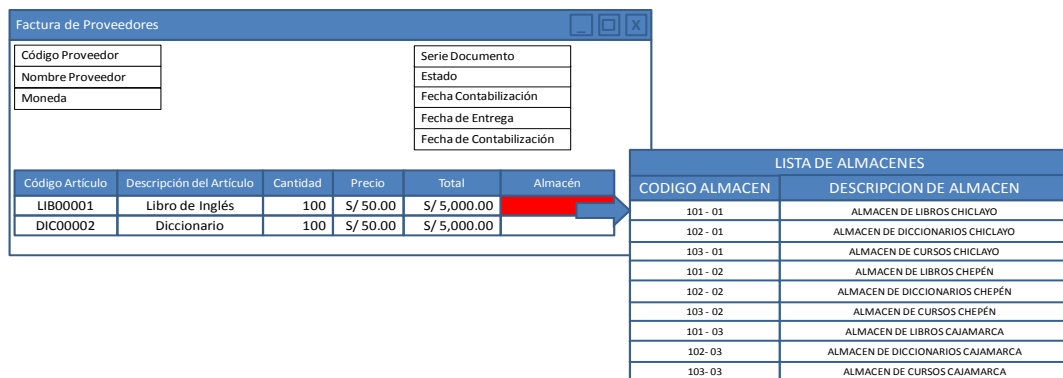 Factura de Proveedores
_ X
Código Proveedor
Nombre Proveedor
Moneda
Serie Documento
Estado
Fecha Contabilización
Fecha de Entrega
Fecha de Contabilización
Código Artículo Descripción del Artículo Cantidad Precio Total Almacén
LIB00001 Libro de Inglés 100 S/ 50.00 S/ 5,000.00
DIC00002 Diccionario 100 S/ 50.00 S/ 5,000.00
LISTA DE ALMACENES
CODIGO ALMACEN DESCRIPCION DE ALMACEN
101 - 01 ALMACEN DE LIBROS CHICLAYO
102 - 01 ALMACEN DE DICCIONARIOS CHICLAYO
103 - 01 ALMACEN DE CURSOS CHICLAYO
101 - 02 ALMACEN DE LIBROS CHEPÉN
102 - 02 ALMACEN DE DICCIONARIOS CHEPÉN
103 - 02 ALMACEN DE CURSOS CHEPÉN
101 - 03 ALMACEN DE LIBROS CAJAMARCA
102- 03 ALMACEN DE DICCIONARIOS CAJAMARCA
103- 03 ALMACEN DE CURSOS CAJAMARCA